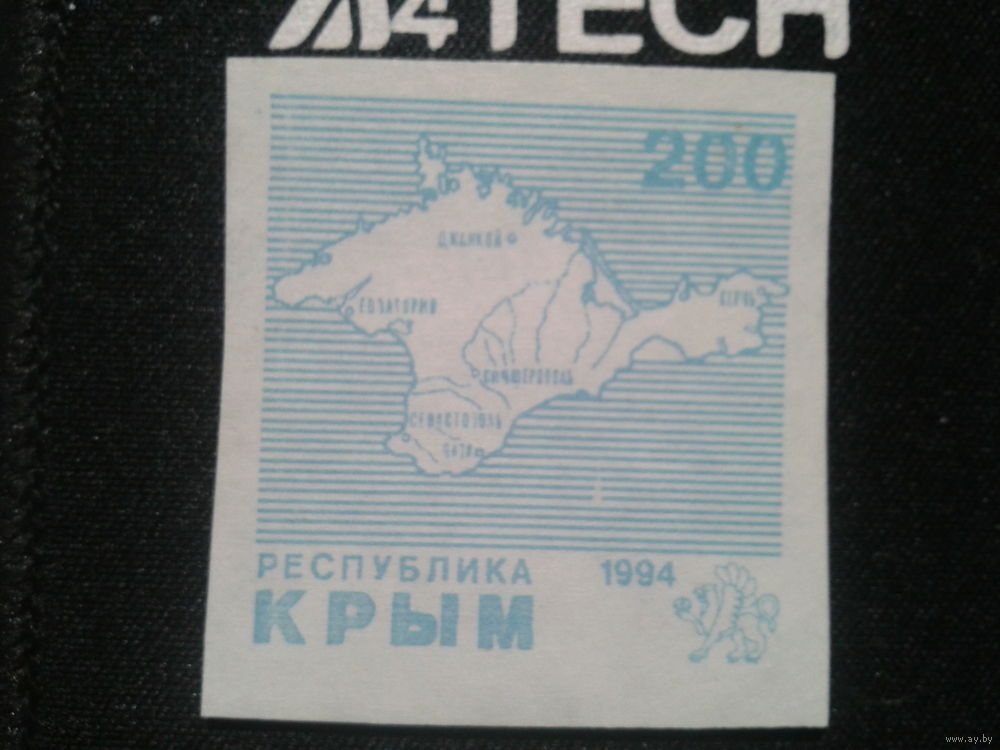 A4TECH
200
ДЖАНКОЙ
ЕВПАТОРИЯ
КЕРЧЬ
СИМФЕРОПОЛЬ
СЕВАСТОПОЛЬ
ЯЛТА
РЕСПУБЛИКА 1994
КРЫМ
www.ay.by